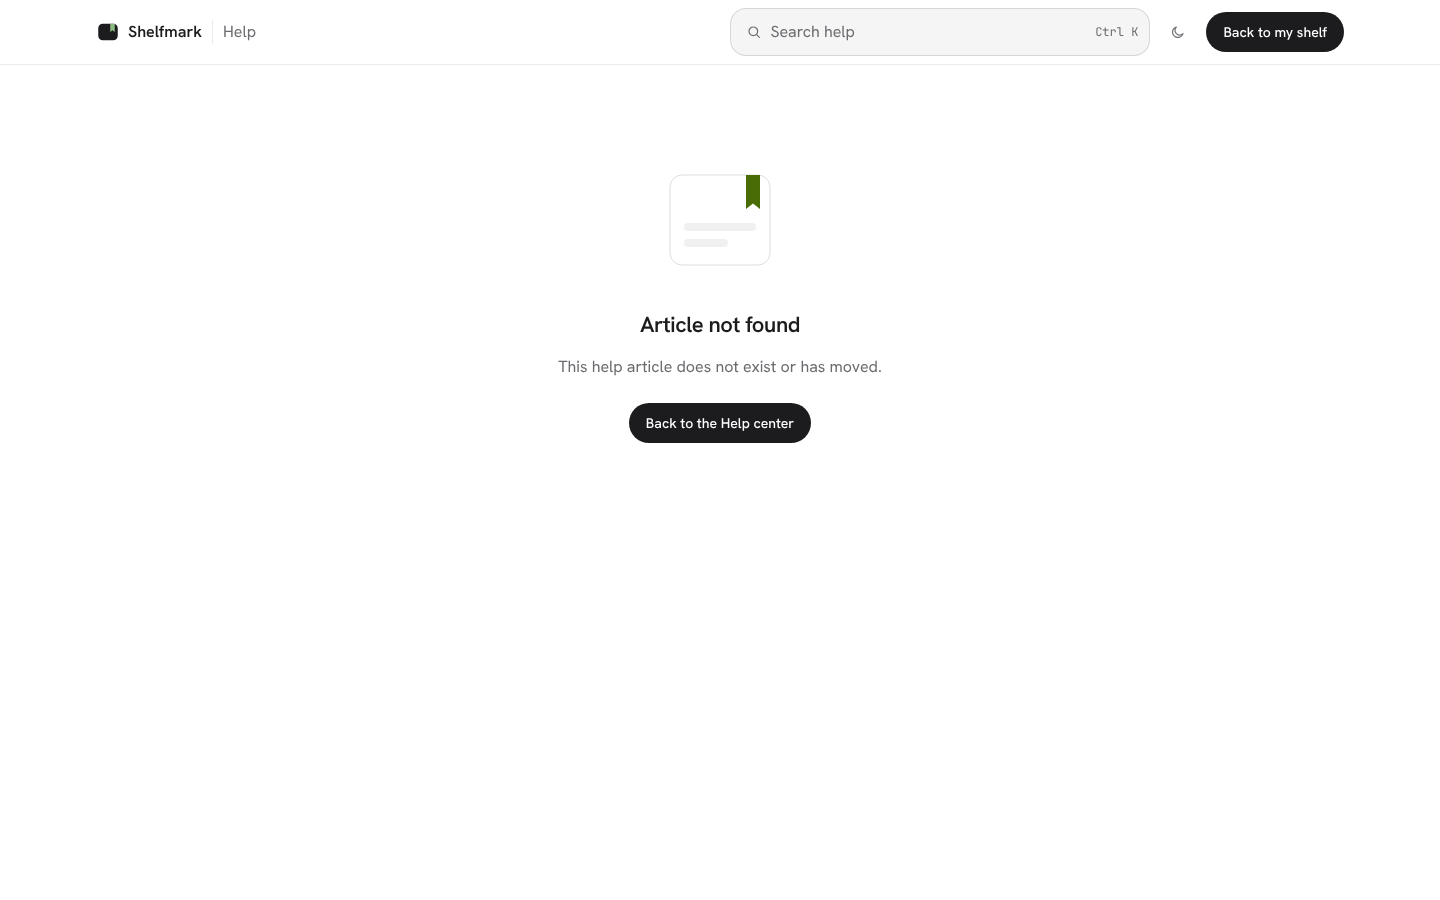 Shelfmark
Help
Search help
Ctrl K
Back to my shelf
Article not found
This help article does not exist or has moved.
Back to the Help center